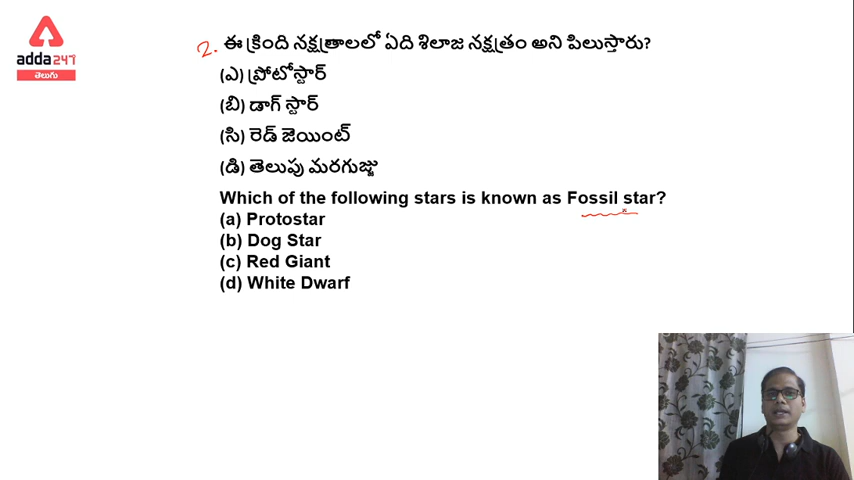 adda247
తెలుగు
2. ఈ క్రింది నక్షత్రాలలో ఏది శిలాజ నక్షత్రం అని పిలుస్తారు?
(ఎ) ప్రోటోస్టార్
(బి) డాగ్ స్టార్
(సి) రెడ్ జెయింట్
(డి) తెలుపు మరగుజ్జు
Which of the following stars is known as Fossil star?
(a) Protostar
(b) Dog Star
(c) Red Giant
(d) White Dwarf